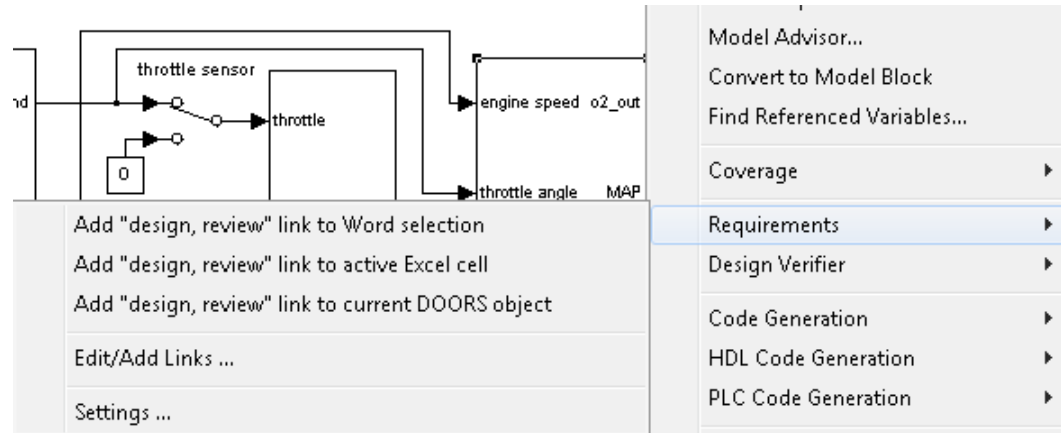 throttle sensor
nd
throttle
0
engine speed o2_out
throttle angle MAP
Model Advisor...
Convert to Model Block
Find Referenced Variables...
Coverage
Requirements
Design Verifier
Code Generation
HDL Code Generation
PLC Code Generation
Add "design, review" link to Word selection
Add "design, review" link to active Excel cell
Add "design, review" link to current DOORS object
Edit/Add Links ...
Settings ...